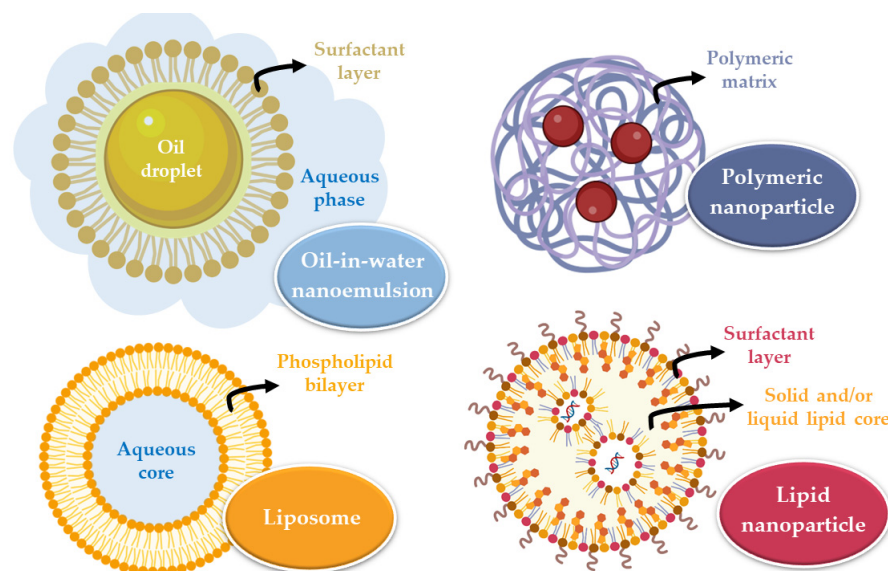 Surfactant
layer
Oil
droplet
Aqueous
phase
Oil-in-water
nanoemulsion
Polymeric
matrix
Polymeric
nanoparticle
Phospholipid
bilayer
Aqueous
core
Liposome
Surfactant
layer
Solid and/or
liquid lipid core
Lipid
nanoparticle